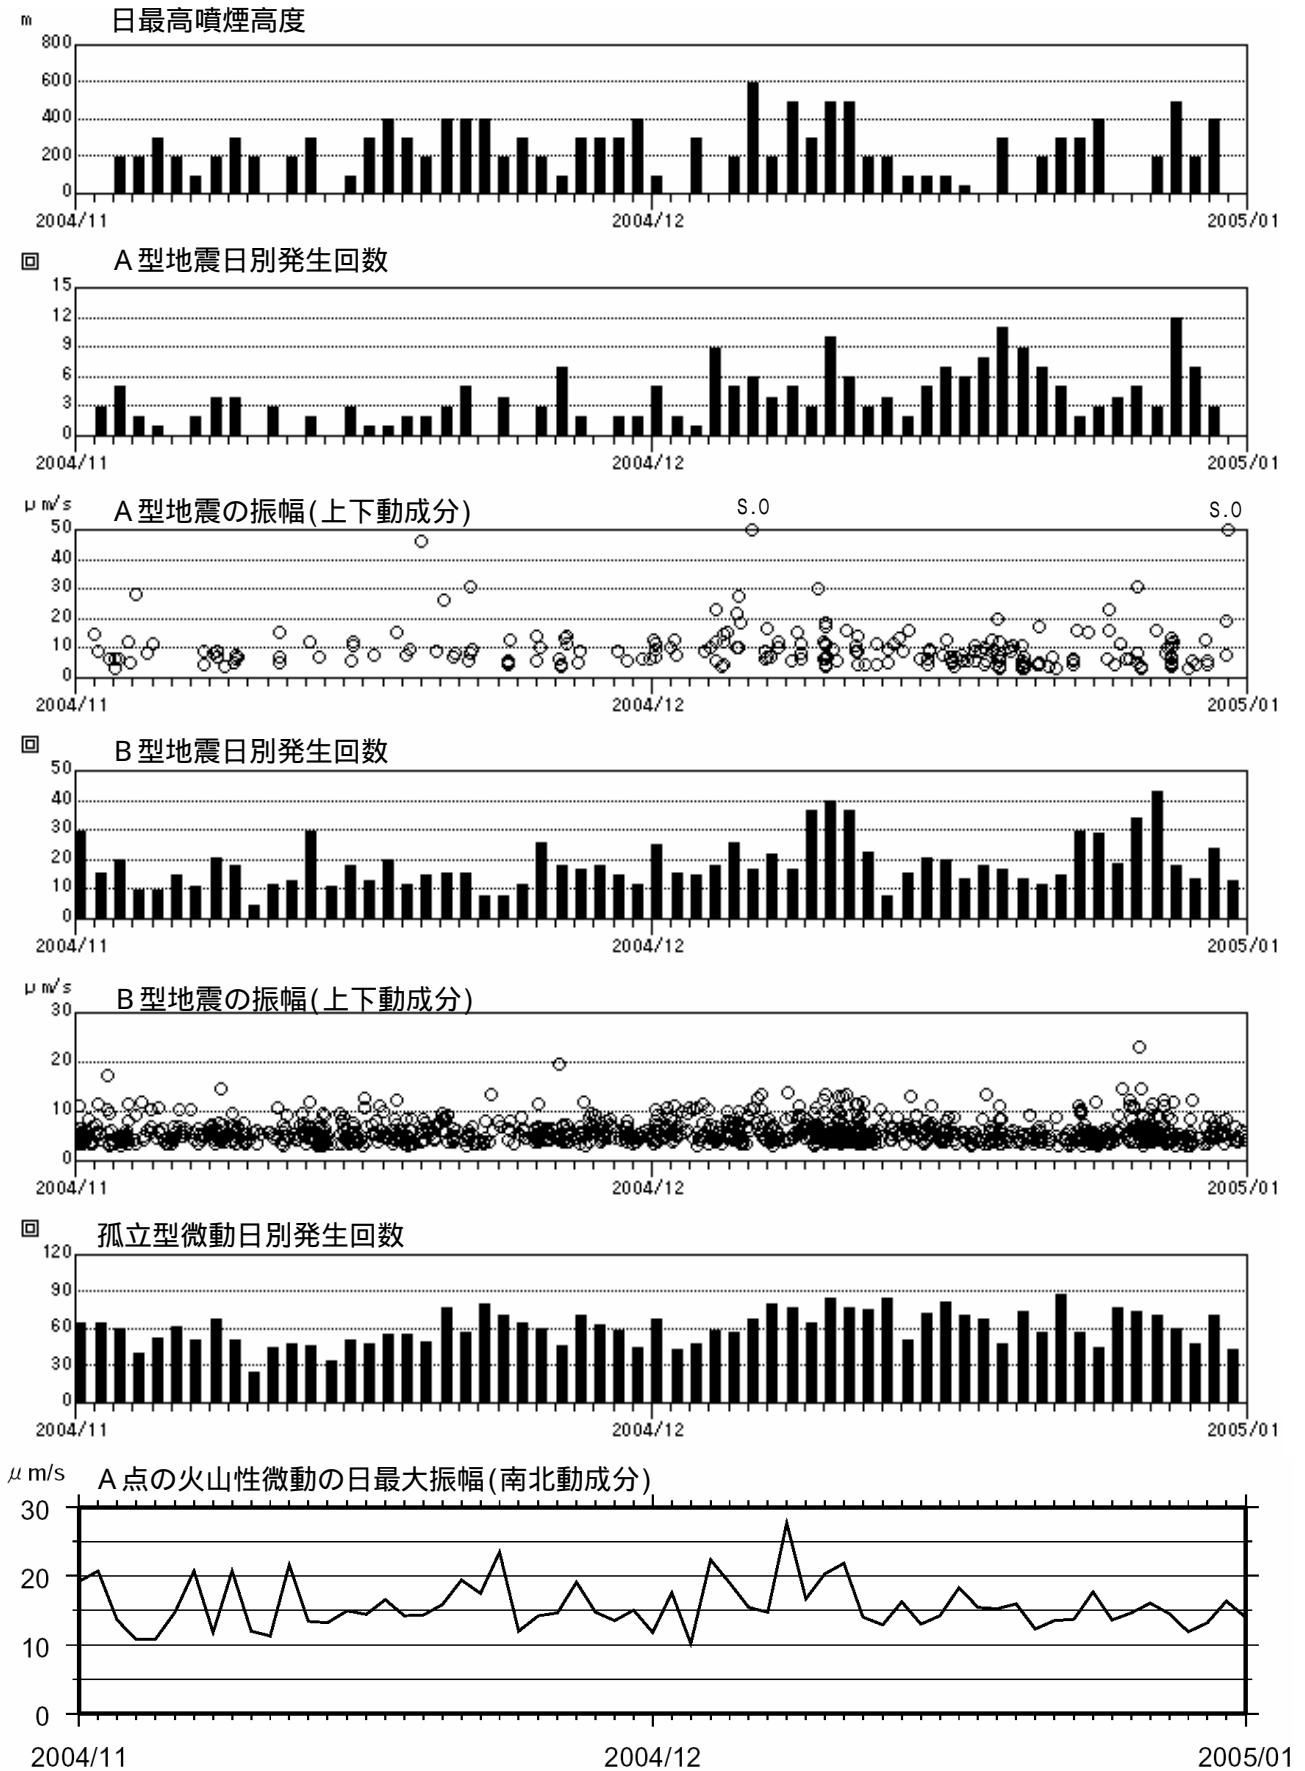 m 日最高噴煙高度
800
600
400
200
0
2004/11 2004/12 2005/01
回 A型地震日別発生回数
15
12
9
6
3
0
2004/11 2004/12 2005/01
μm/s A型地震の振幅(上下動成分) S.O S.O
50
40
30
20
10
0
2004/11 2004/12 2005/01
回 B型地震日別発生回数
50
40
30
20
10
0
2004/11 2004/12 2005/01
μm/s B型地震の振幅(上下動成分)
30
20
10
0
2004/11 2004/12 2005/01
回 孤立型微動日別発生回数
120
90
60
30
0
2004/11 2004/12 2005/01
μm/s A点の火山性微動の日最大振幅(南北動成分)
30
20
10
0
2004/11 2004/12 2005/01